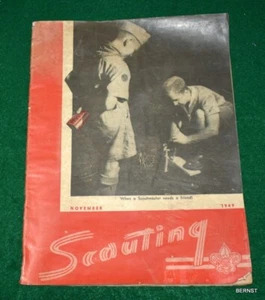 When a Scoutmaster needs a friend!
NOVEMBER 1949
Scouting
BERNST